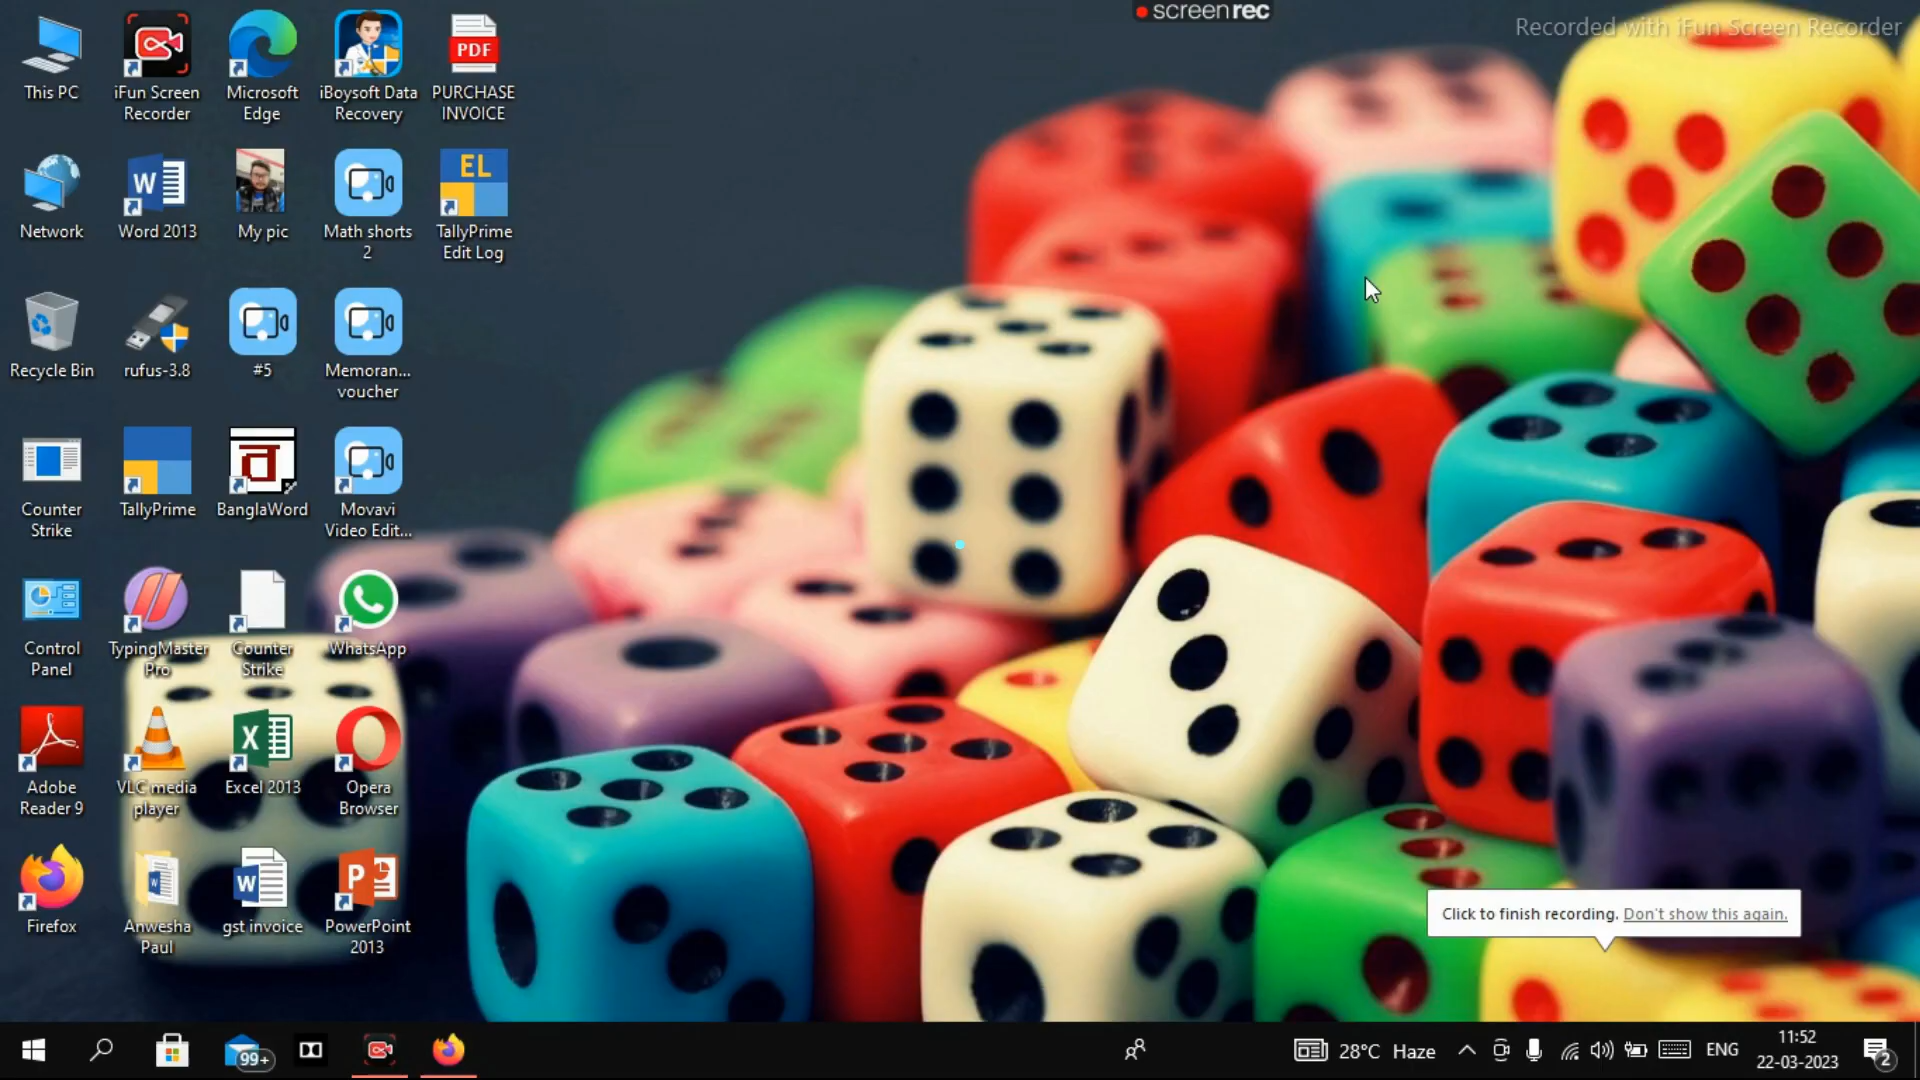 screenrec
Recorded with iFun Screen Recorder
This PC
iFun Screen
Recorder
Microsoft
Edge
iBoysoft Data
Recovery
PDF
PURCHASE
INVOICE
Network
W
Word 2013
My pic
Math shorts
2
EL
TallyPrime
Edit Log
Recycle Bin
rufus-3.8
#5
Memoran...
voucher
Counter
Strike
TallyPrime
BanglaWord
Movavi
Video Edit...
Control
Panel
TypingMaster
Pro
Counter
Strike
WhatsApp
Adobe
Reader 9
VLC media
player
X
Excel 2013
Opera
Browser
Firefox
W
Anwesha
Paul
W
gst invoice
P
PowerPoint
2013
Click to finish recording. Don't show this again.
99+
28°C Haze
ENG
11:52
22-03-2023
2